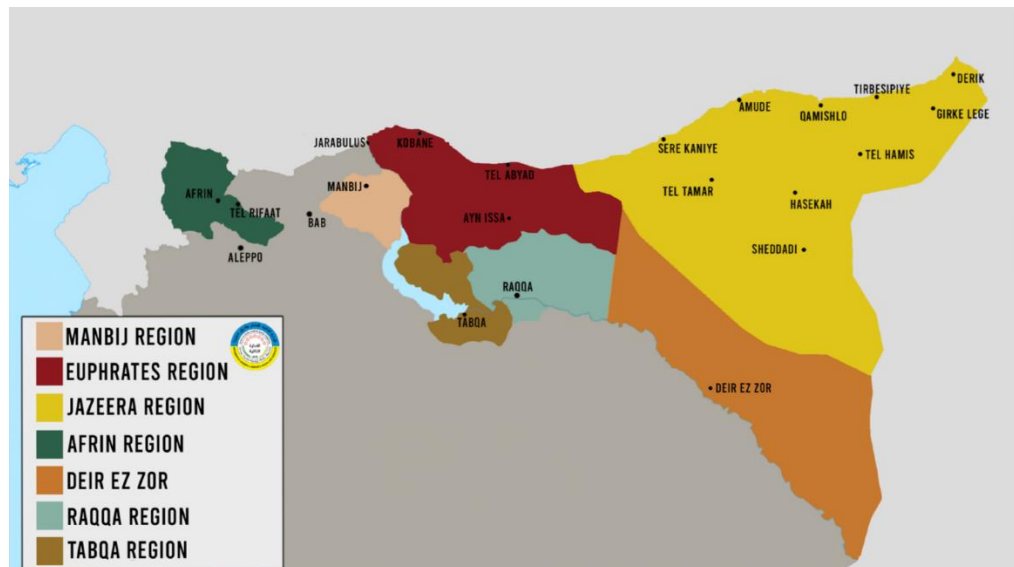 DERIK
TIRBESIPIYE
AMUDE
QAMISHLO
GIRKE LEGE
JARABULUS
KOBANE
SERE KANIYE
TEL HAMIS
TEL ABYAD
TEL TAMAR
MANBIJ
AFRIN
HASEKAH
TEL RIFAAT
BAB
AYN ISSA
ALEPPO
SHEDDADI
RAQQA
TABQA
DEIR EZ ZOR
MANBIJ REGION
EUPHRATES REGION
JAZEERA REGION
AFRIN REGION
DEIR EZ ZOR
RAQQA REGION
TABQA REGION